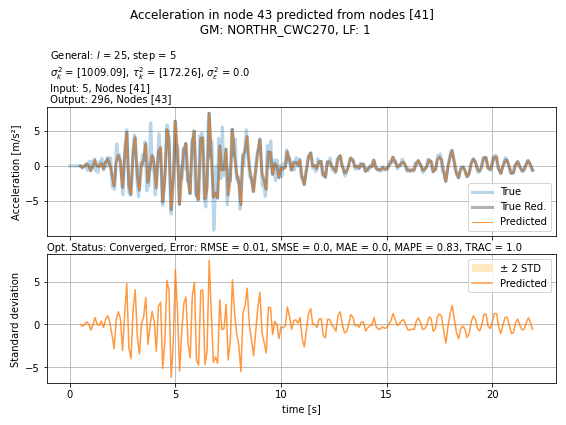 Acceleration in node 43 predicted from nodes [41]
GM: NORTHR_CWC270, LF: 1
General: l = 25, step = 5
σ²ₖ = [1009.09], τ²ₖ = [172.26], σ²ₑ = 0.0
Input: 5, Nodes [41]
Output: 296, Nodes [43]
Acceleration [m/s²]
5
0
−5
True
True Red.
Predicted
Opt. Status: Converged, Error: RMSE = 0.01, SMSE = 0.0, MAE = 0.0, MAPE = 0.83, TRAC = 1.0
Standard deviation
5
0
−5
± 2 STD
Predicted
0 5 10 15 20
time [s]